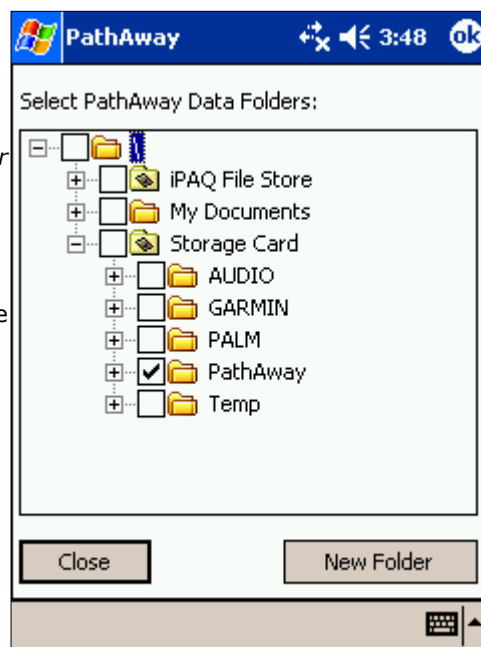 PathAway 3:48 ok
Select PathAway Data Folders:
r
\
iPAQ File Store
My Documents
Storage Card
AUDIO
GARMIN
e
PALM
PathAway
Temp
Close New Folder